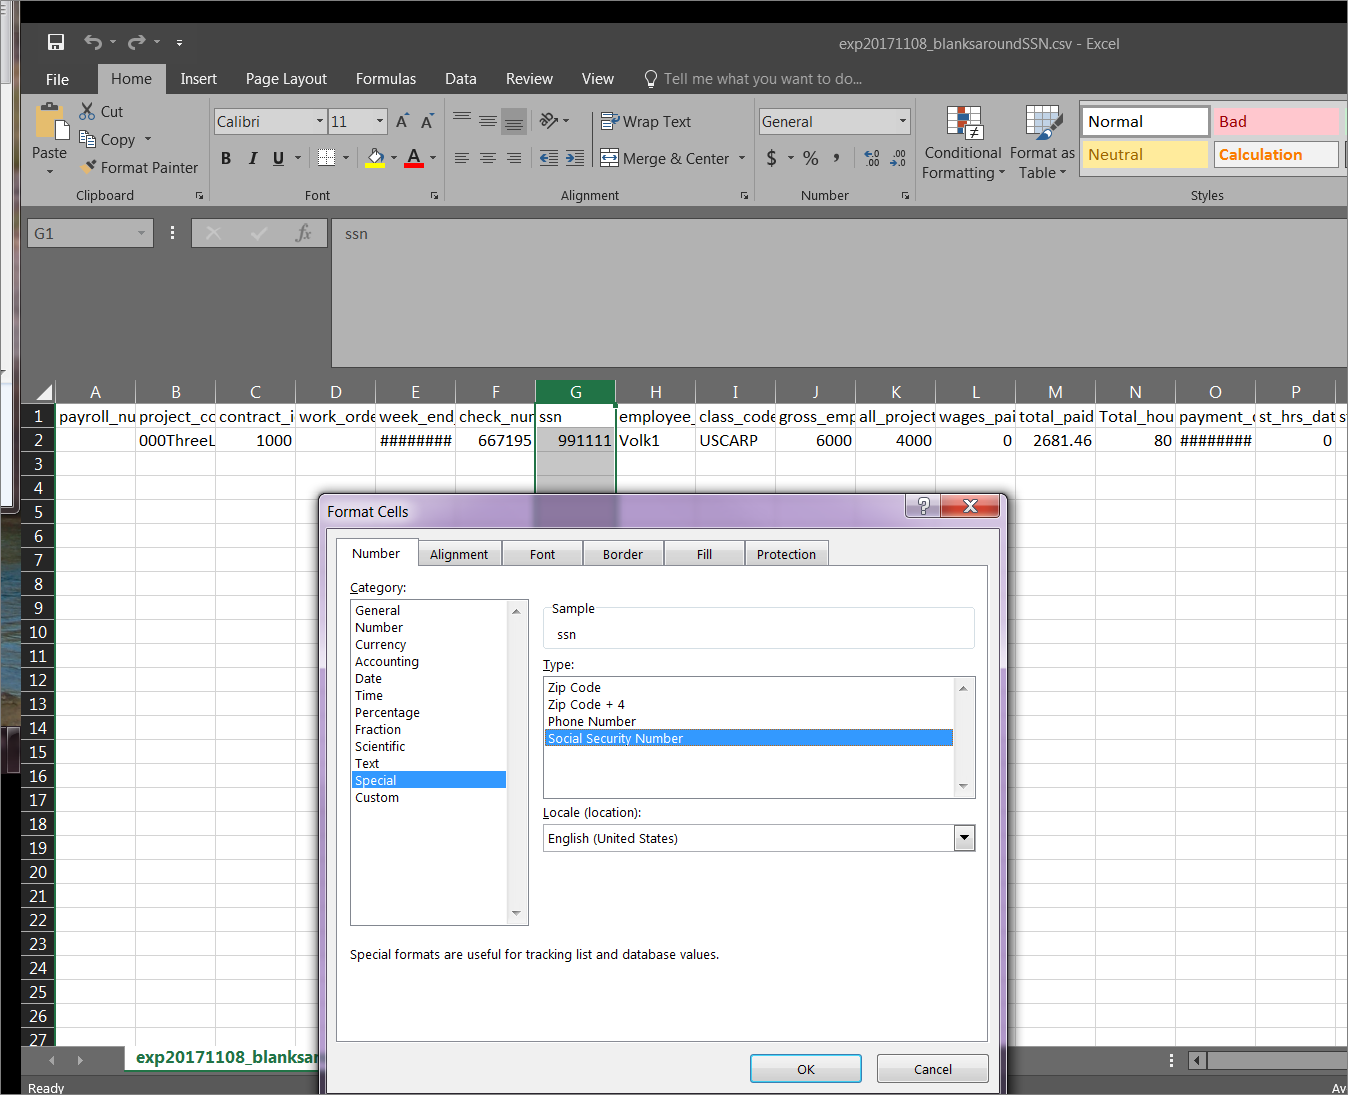 exp20171108_blanksaroundSSN.csv - Excel
File Home Insert Page Layout Formulas Data Review View Tell me what you want to do...
Paste
Cut
Copy
Format Painter
Clipboard
Calibri 11
B I U A
Font
Wrap Text
Merge & Center
Alignment
General
$ % ,
Number
Conditional Formatting
Format as Table
Normal Bad
Neutral Calculation
Styles
G1 fx ssn
A B C D E F G H I J K L M N O P
1 payroll_nu project_co contract_i work_orde week_end_ check_num ssn employee_ class_code gross_emp all_project wages_pai total_paid Total_hou payment_d st_hrs_dat s
2 000ThreeL 1000 ######## 667195 991111 Volk1 USCARP 6000 4000 0 2681.46 80 ######## 0
3
4
5
6
7
8
9
10
11
12
13
14
15
16
17
18
19
20
21
22
23
24
25
26
27
Format Cells
Number Alignment Font Border Fill Protection
Category:
General
Number
Currency
Accounting
Date
Time
Percentage
Fraction
Scientific
Text
Special
Custom
Sample
ssn
Type:
Zip Code
Zip Code + 4
Phone Number
Social Security Number
Locale (location):
English (United States)
Special formats are useful for tracking list and database values.
OK Cancel
exp20171108_blanksar
Ready
Av